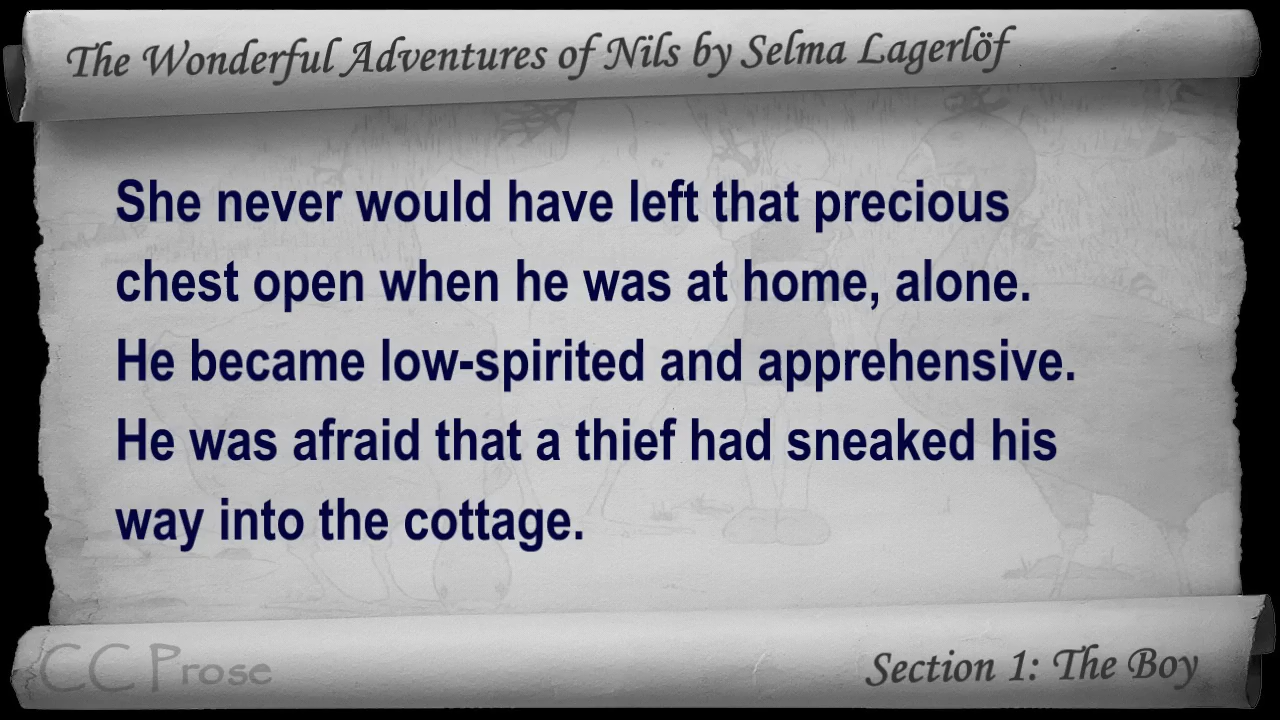 The Wonderful Adventures of Nils by Selma Lagerlöf
She never would have left that precious
chest open when he was at home, alone.
He became low-spirited and apprehensive.
He was afraid that a thief had sneaked his
way into the cottage.
CC Prose
Section 1: The Boy